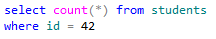 select count(*) from students
where id = 42